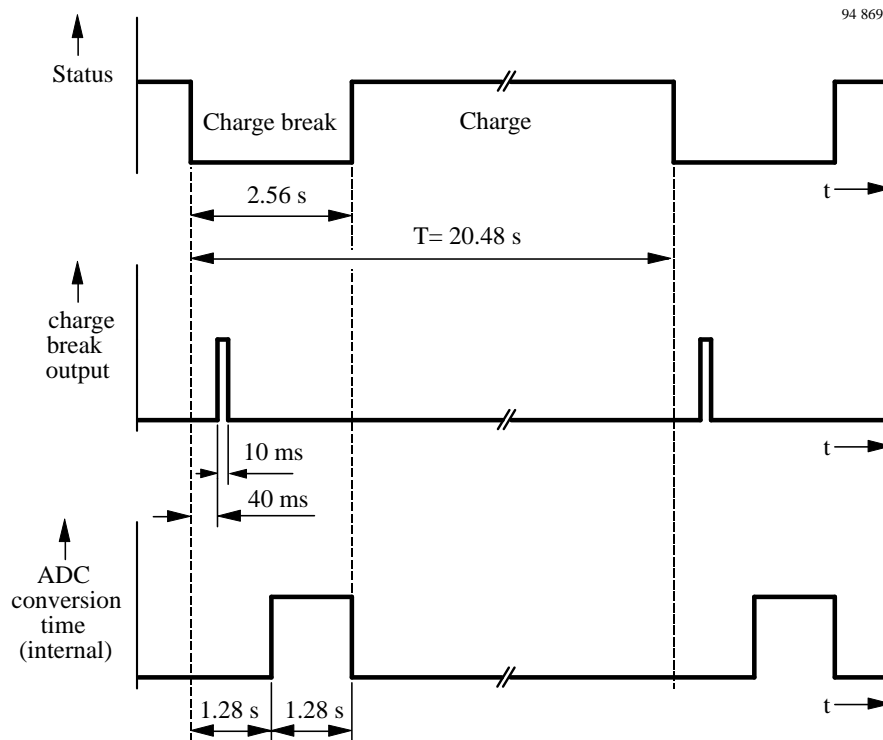 94 869
Status
Charge break
Charge
t
2.56 s
T= 20.48 s
charge
break
output
t
10 ms
40 ms
ADC
conversion
time
(internal)
t
1.28 s
1.28 s